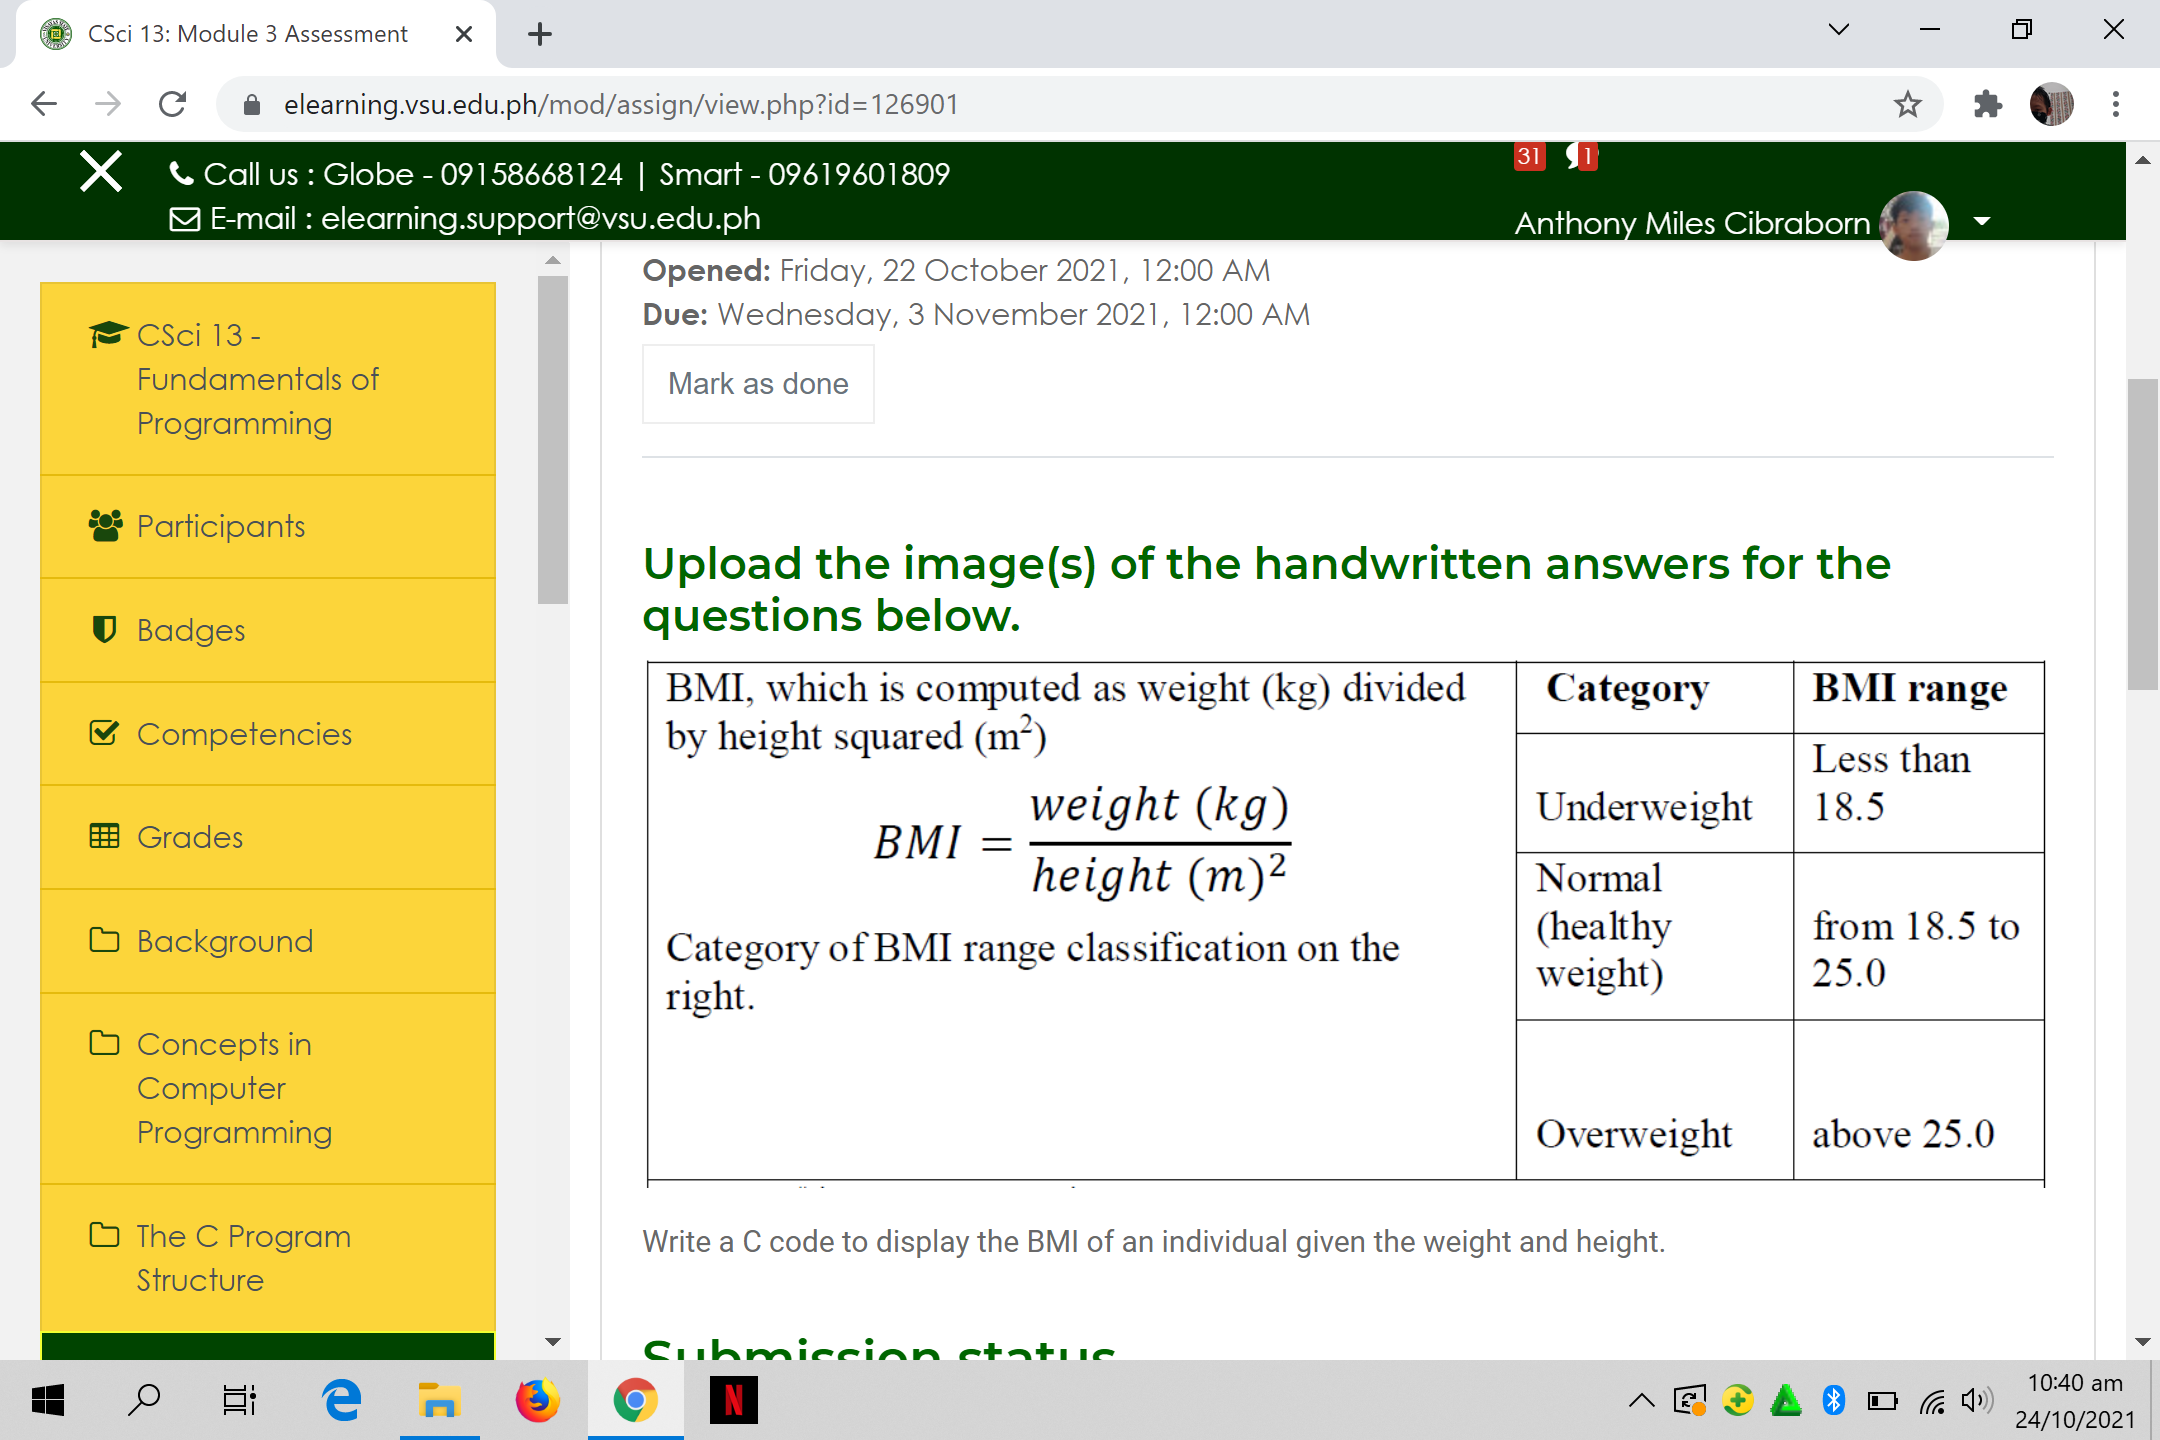 CSci 13: Module 3 Assessment
elearning.vsu.edu.ph/mod/assign/view.php?id=126901
Call us : Globe - 09158668124 | Smart - 09619601809
E-mail : elearning.support@vsu.edu.ph
31
1
Anthony Miles Cibraborn
CSci 13 -
Fundamentals of
Programming
Participants
Badges
Competencies
Grades
Background
Concepts in
Computer
Programming
The C Program
Structure
Opened: Friday, 22 October 2021, 12:00 AM
Due: Wednesday, 3 November 2021, 12:00 AM
Mark as done
Upload the image(s) of the handwritten answers for the
questions below.
BMI, which is computed as weight (kg) divided
by height squared (m²)
BMI = weight (kg)
height (m)²
Category of BMI range classification on the
right.
Category BMI range
Underweight Less than
18.5
Normal
(healthy
weight)
from 18.5 to
25.0
Overweight above 25.0
Write a C code to display the BMI of an individual given the weight and height.
Submission status
N
10:40 am
24/10/2021